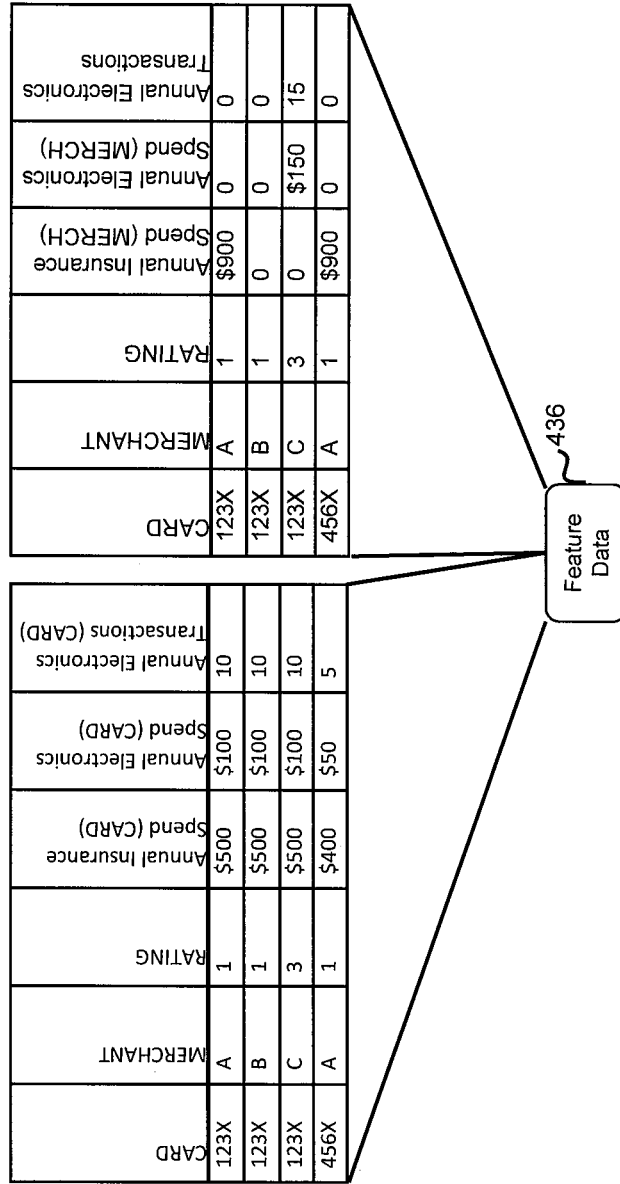 CARD MERCHANT RATING Annual Insurance Spend (CARD) Annual Electronics Spend (CARD) Annual Electronics Transactions (CARD)
123X A 1 $500 $100 10
123X B 1 $500 $100 10
123X C 3 $500 $100 10
456X A 1 $400 $50 5
CARD MERCHANT RATING Annual Insurance Spend (MERCH) Annual Electronics Spend (MERCH) Annual Electronics Transactions
123X A 1 $900 0 0
123X B 1 0 0 0
123X C 3 0 $150 15
456X A 1 $900 0 0
Feature
Data
436